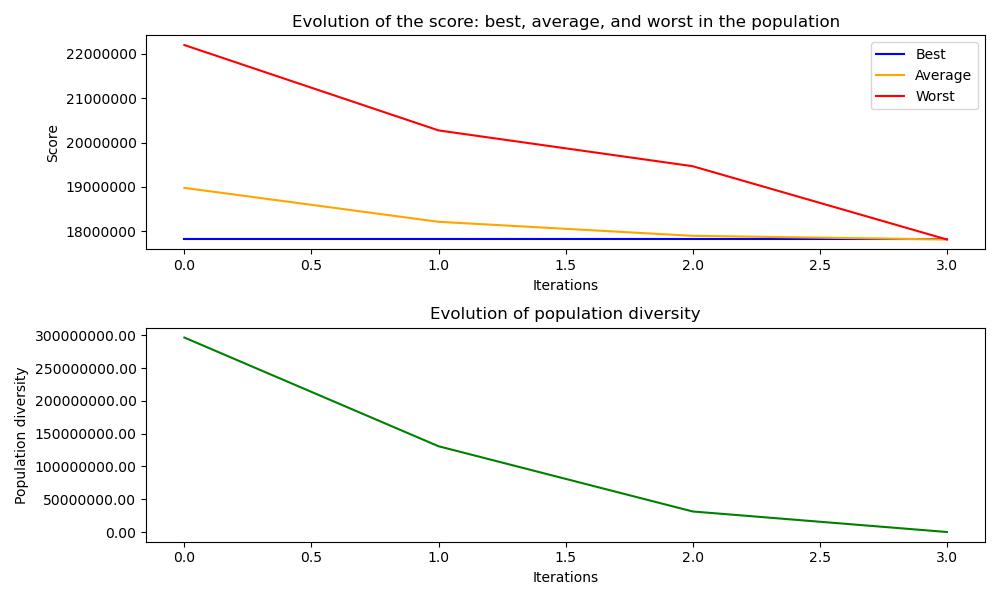 Evolution of the score: best, average, and worst in the population
Score
22000000
21000000
20000000
19000000
18000000
Best
Average
Worst
0.0 0.5 1.0 1.5 2.0 2.5 3.0
Iterations
Evolution of population diversity
Population diversity
300000000.00
250000000.00
200000000.00
150000000.00
100000000.00
50000000.00
0.00
0.0 0.5 1.0 1.5 2.0 2.5 3.0
Iterations